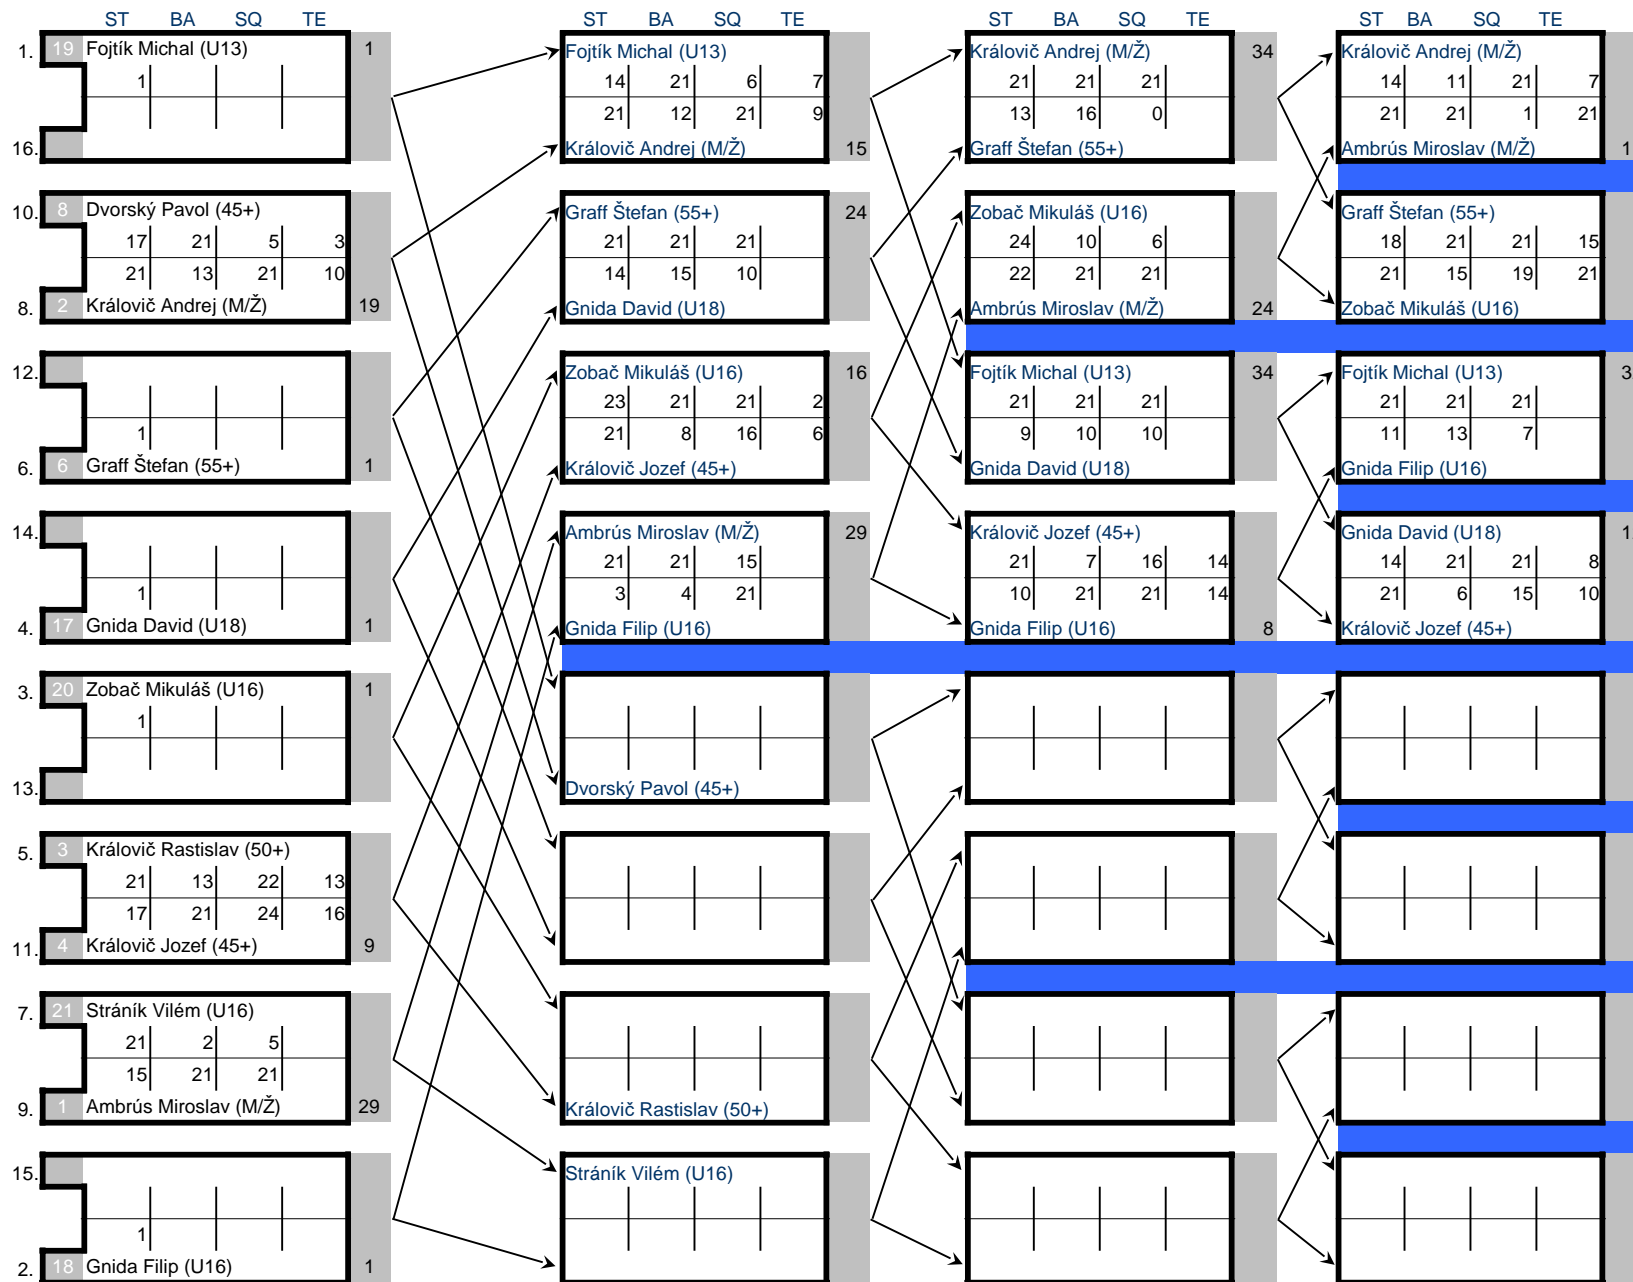 ST BA SQ TE ST BA SQ TE ST BA SQ TE ST BA SQ TE
1. 19 Fojtík Michal (U13) 1 Fojtík Michal (U13) Královič Andrej (M/Ž) 34 Královič Andrej (M/Ž)
1 14 21 6 7 21 21 21 14 11 21 7
21 12 21 9 13 16 0 21 21 1 21
16. Královič Andrej (M/Ž) 15 Graff Štefan (55+) Ambrús Miroslav (M/Ž) 1
10. 8 Dvorský Pavol (45+) Graff Štefan (55+) 24 Zobač Mikuláš (U16) Graff Štefan (55+)
17 21 5 3 21 21 21 24 10 6 18 21 21 15
21 13 21 10 14 15 10 22 21 21 21 15 19 21
8. 2 Královič Andrej (M/Ž) 19 Gnida David (U18) Ambrús Miroslav (M/Ž) 24 Zobač Mikuláš (U16)
12. Zobač Mikuláš (U16) 16 Fojtík Michal (U13) 34 Fojtík Michal (U13) 3
23 21 21 2 21 21 21 21 21 21
1 21 8 16 6 9 10 10 11 13 7
6. 6 Graff Štefan (55+) 1 Královič Jozef (45+) Gnida David (U18) Gnida Filip (U16)
14. Ambrús Miroslav (M/Ž) 29 Královič Jozef (45+) Gnida David (U18) 1
21 21 15 21 7 16 14 14 21 21 8
1 3 4 21 10 21 21 14 21 6 15 10
4. 17 Gnida David (U18) 1 Gnida Filip (U16) Gnida Filip (U16) 8 Královič Jozef (45+)
3. 20 Zobač Mikuláš (U16) 1
1
13. Dvorský Pavol (45+)
5. 3 Královič Rastislav (50+)
21 13 22 13
17 21 24 16
11. 4 Královič Jozef (45+) 9
7. 21 Stráník Vilém (U16)
21 2 5
15 21 21
9. 1 Ambrús Miroslav (M/Ž) 29 Královič Rastislav (50+)
15. Stráník Vilém (U16)
1
2. 18 Gnida Filip (U16) 1